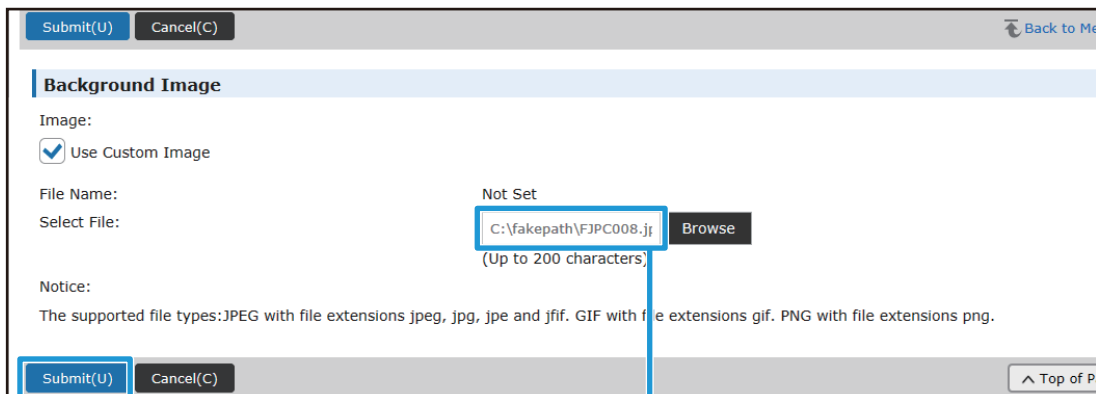 Submit(U) Cancel(C) Back to Me
Background Image
Image:
Use Custom Image
File Name: Not Set
Select File: C:\fakepath\FJPC008.jp Browse
(Up to 200 characters)
Notice:
The supported file types:JPEG with file extensions jpeg, jpg, jpe and jfif. GIF with file extensions gif. PNG with file extensions png.
Submit(U) Cancel(C) Top of P